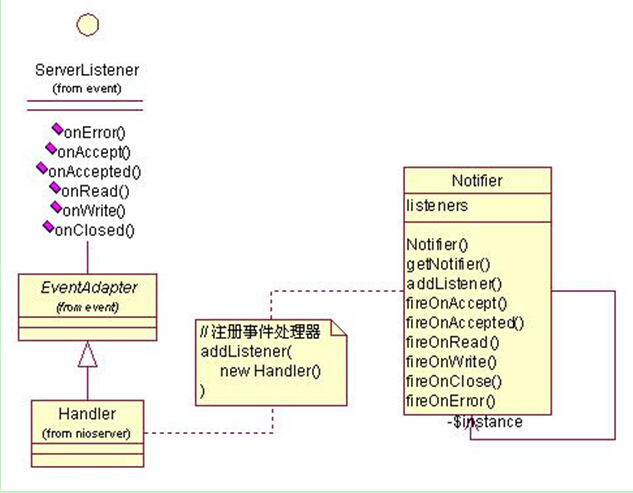 ServerListener
(from event)
onError()
onAccept()
onAccepted()
onRead()
onWrite()
onClosed()
EventAdapter
(from event)
Handler
(from nioserver)
// 注册事件处理器
addListener(
new Handler()
)
Notifier
listeners
Notifier()
getNotifier()
addListener()
fireOnAccept()
fireOnAccepted()
fireOnRead()
fireOnWrite()
fireOnClose()
fireOnError()
-$instance